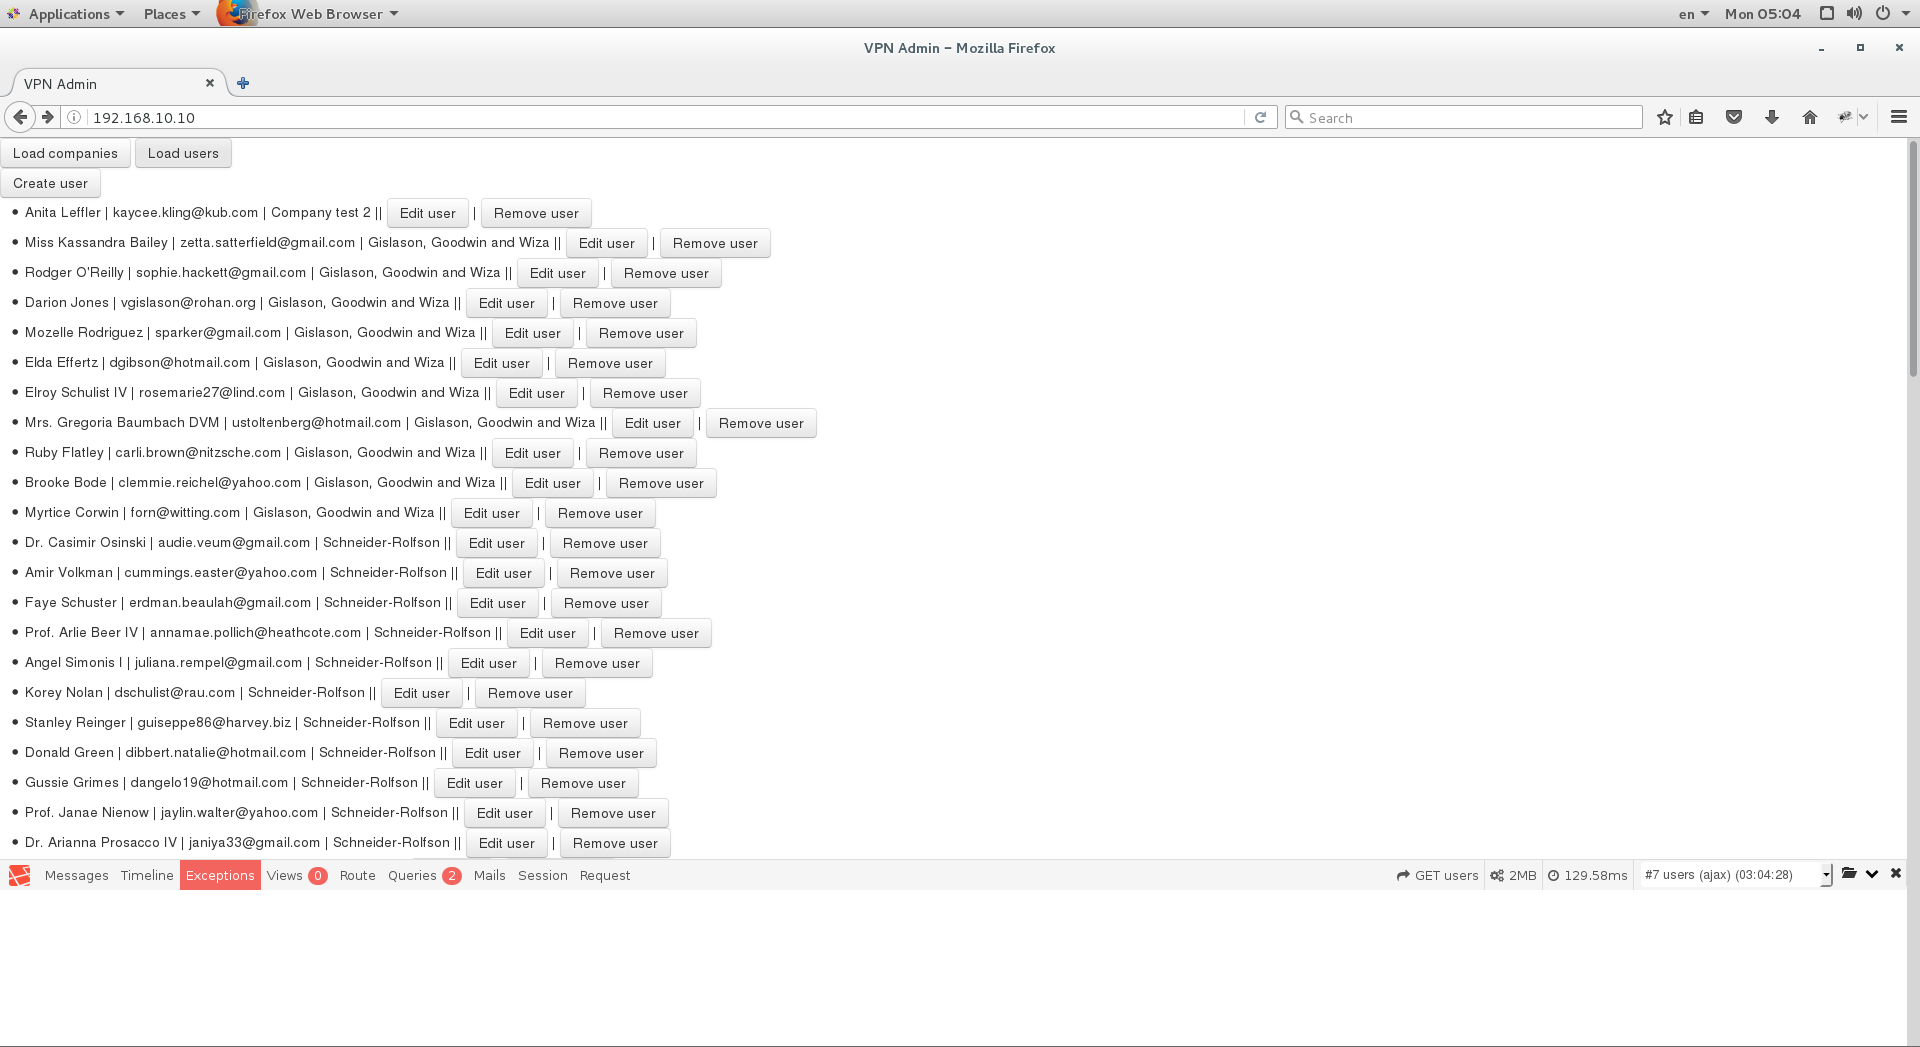 Applications Places Firefox Web Browser en Mon 05:04
VPN Admin – Mozilla Firefox
VPN Admin
192.168.10.10 Search
Load companies Load users
Create user
• Anita Leffler | kaycee.kling@kub.com | Company test 2 || Edit user | Remove user
• Miss Kassandra Bailey | zetta.satterfield@gmail.com | Gislason, Goodwin and Wiza || Edit user | Remove user
• Rodger O'Reilly | sophie.hackett@gmail.com | Gislason, Goodwin and Wiza || Edit user | Remove user
• Darion Jones | vgislason@rohan.org | Gislason, Goodwin and Wiza || Edit user | Remove user
• Mozelle Rodriguez | sparker@gmail.com | Gislason, Goodwin and Wiza || Edit user | Remove user
• Elda Effertz | dgibson@hotmail.com | Gislason, Goodwin and Wiza || Edit user | Remove user
• Elroy Schulist IV | rosemarie27@lind.com | Gislason, Goodwin and Wiza || Edit user | Remove user
• Mrs. Gregoria Baumbach DVM | ustoltenberg@hotmail.com | Gislason, Goodwin and Wiza || Edit user | Remove user
• Ruby Flatley | carli.brown@nitzsche.com | Gislason, Goodwin and Wiza || Edit user | Remove user
• Brooke Bode | clemmie.reichel@yahoo.com | Gislason, Goodwin and Wiza || Edit user | Remove user
• Myrtice Corwin | forn@witting.com | Gislason, Goodwin and Wiza || Edit user | Remove user
• Dr. Casimir Osinski | audie.veum@gmail.com | Schneider-Rolfson || Edit user | Remove user
• Amir Volkman | cummings.easter@yahoo.com | Schneider-Rolfson || Edit user | Remove user
• Faye Schuster | erdman.beaulah@gmail.com | Schneider-Rolfson || Edit user | Remove user
• Prof. Arlie Beer IV | annamae.pollich@heathcote.com | Schneider-Rolfson || Edit user | Remove user
• Angel Simonis I | juliana.rempel@gmail.com | Schneider-Rolfson || Edit user | Remove user
• Korey Nolan | dschulist@rau.com | Schneider-Rolfson || Edit user | Remove user
• Stanley Reinger | guiseppe86@harvey.biz | Schneider-Rolfson || Edit user | Remove user
• Donald Green | dibbert.natalie@hotmail.com | Schneider-Rolfson || Edit user | Remove user
• Gussie Grimes | dangelo19@hotmail.com | Schneider-Rolfson || Edit user | Remove user
• Prof. Janae Nienow | jaylin.walter@yahoo.com | Schneider-Rolfson || Edit user | Remove user
• Dr. Arianna Prosacco IV | janiya33@gmail.com | Schneider-Rolfson || Edit user | Remove user
Messages Timeline Exceptions Views 0 Route Queries 2 Mails Session Request GET users 2MB 129.58ms #7 users (ajax) (03:04:28)